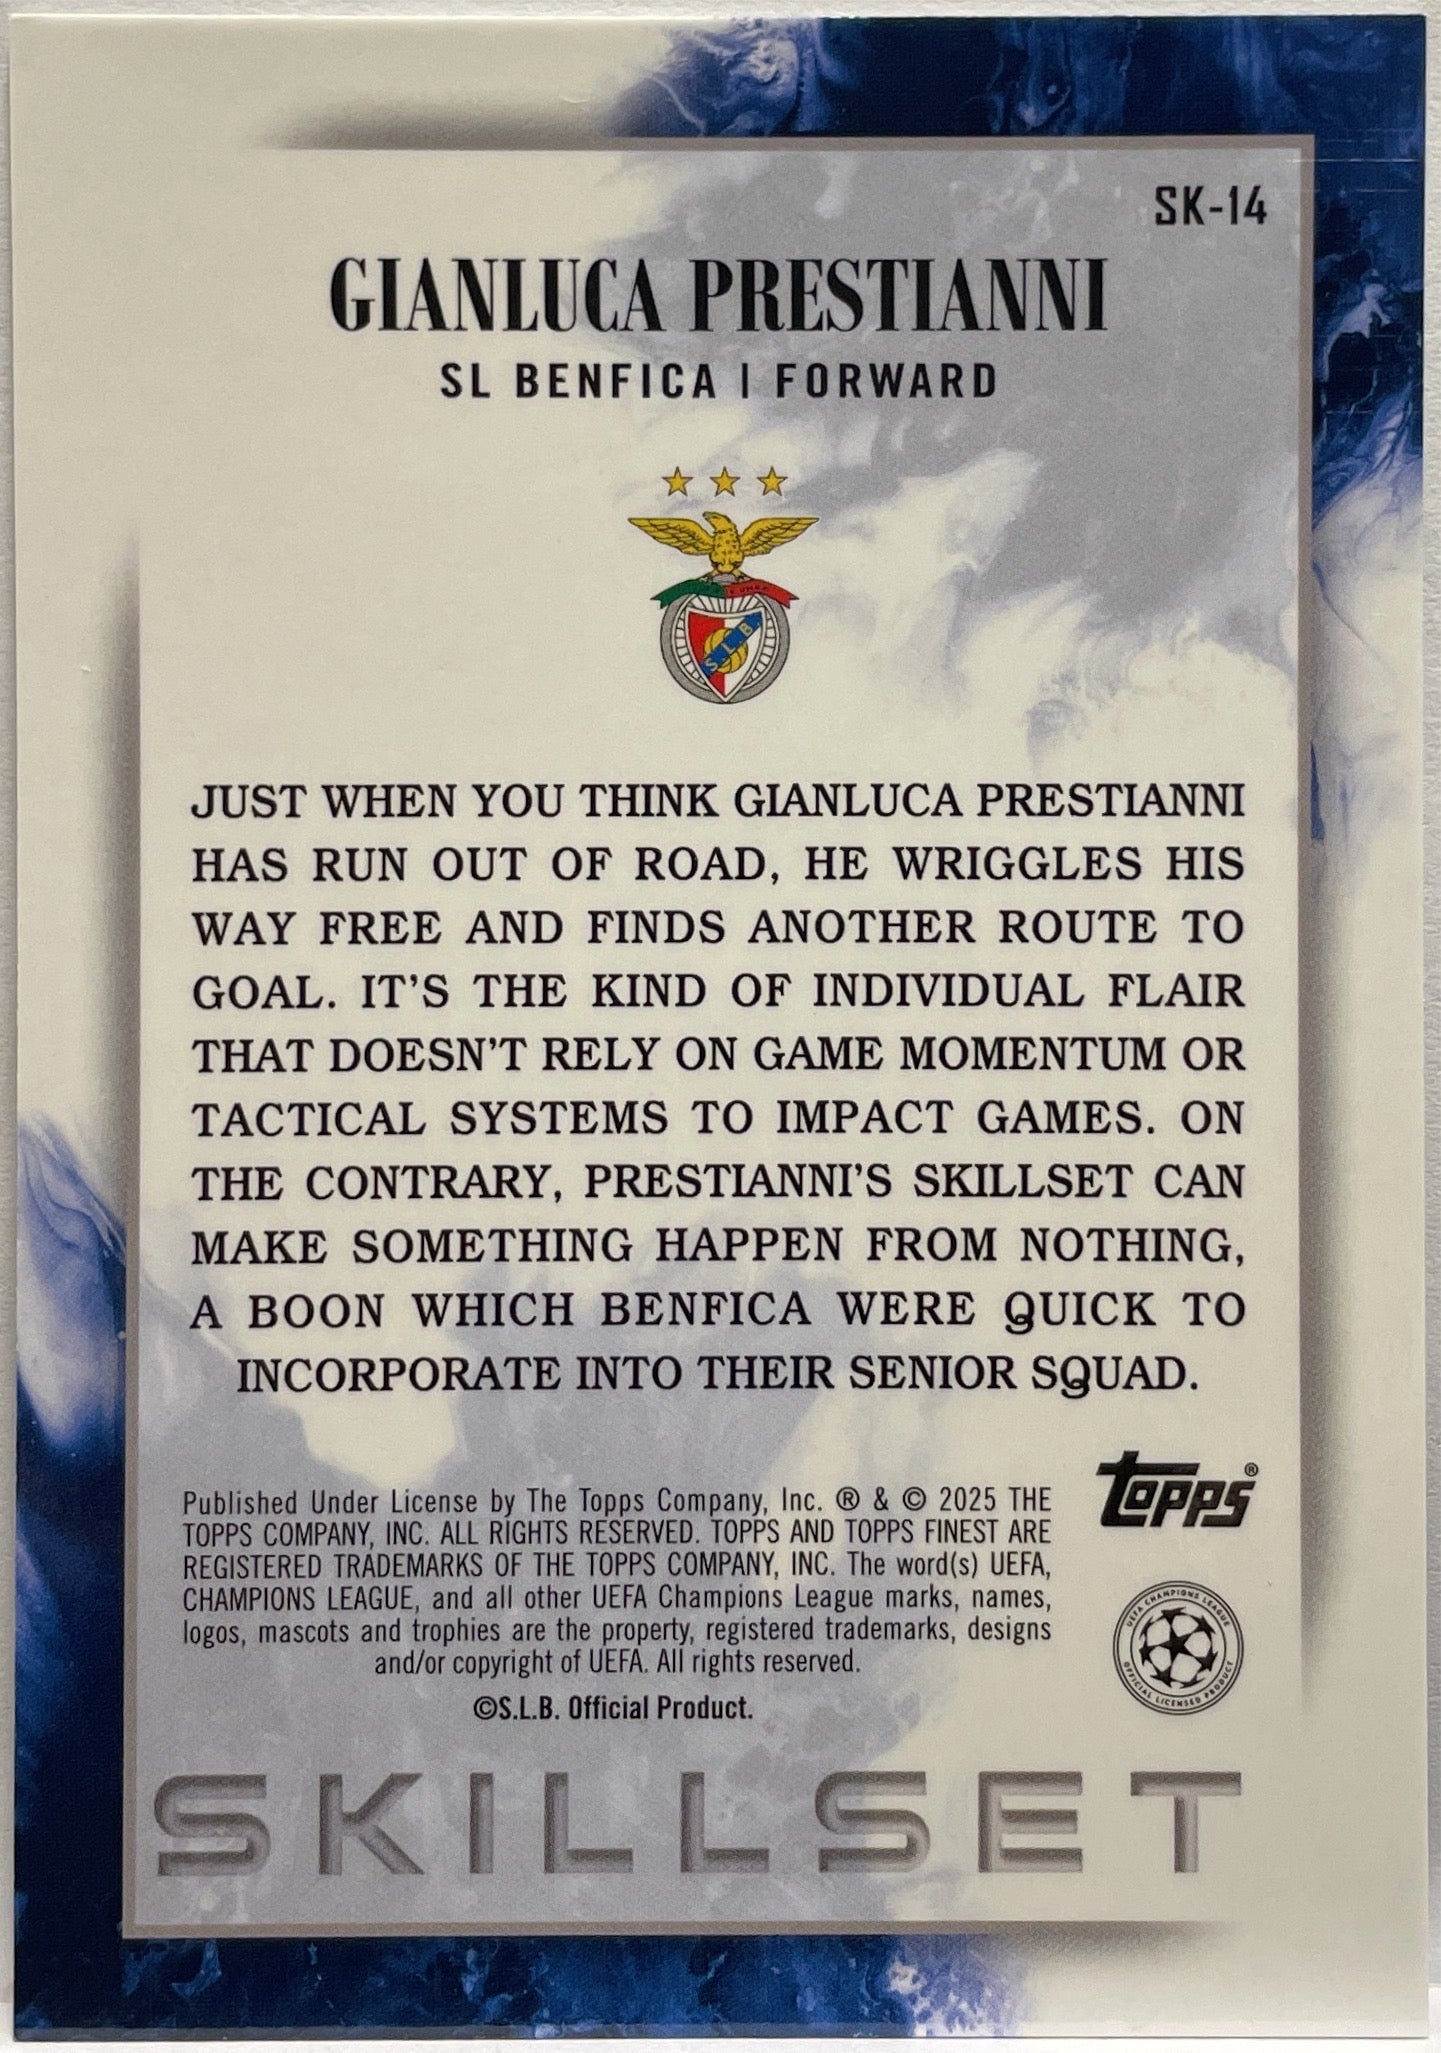 SK-14
GIANLUCA PRESTIANNI
SL BENFICA | FORWARD
S.L.B.
JUST WHEN YOU THINK GIANLUCA PRESTIANNI
HAS RUN OUT OF ROAD, HE WRIGGLES HIS
WAY FREE AND FINDS ANOTHER ROUTE TO
GOAL. IT'S THE KIND OF INDIVIDUAL FLAIR
THAT DOESN'T RELY ON GAME MOMENTUM OR
TACTICAL SYSTEMS TO IMPACT GAMES. ON
THE CONTRARY, PRESTIANNI'S SKILLSET CAN
MAKE SOMETHING HAPPEN FROM NOTHING,
A BOON WHICH BENFICA WERE QUICK TO
INCORPORATE INTO THEIR SENIOR SQUAD.
Published Under License by The Topps Company, Inc. ® & © 2025 THE
TOPPS COMPANY, INC. ALL RIGHTS RESERVED. TOPPS AND TOPPS FINEST ARE
REGISTERED TRADEMARKS OF THE TOPPS COMPANY, INC. The word(s) UEFA,
CHAMPIONS LEAGUE, and all other UEFA Champions League marks, names,
logos, mascots and trophies are the property, registered trademarks, designs
and/or copyright of UEFA. All rights reserved.
©S.L.B. Official Product.
Topps®
UEFA CHAMPIONS LEAGUE
OFFICIAL LICENSED PRODUCT
SKILLSET